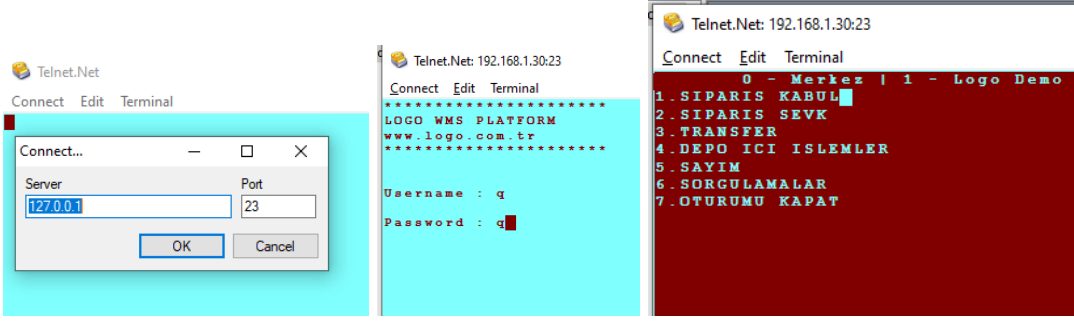 Telnet.Net
Connect Edit Terminal
Connect...
Server Port
127.0.0.1 23
OK Cancel
Telnet.Net: 192.168.1.30:23
Connect Edit Terminal
**********************
LOGO WMS PLATFORM
www.logo.com.tr
**********************
Username : q
Password : q
Telnet.Net: 192.168.1.30:23
Connect Edit Terminal
0 - Merkez | 1 - Logo Demo
1.SIPARIS KABUL
2.SIPARIS SEVK
3.TRANSFER
4.DEPO ICI ISLEMLER
5.SAYIM
6.SORGULAMALAR
7.OTURUMU KAPAT